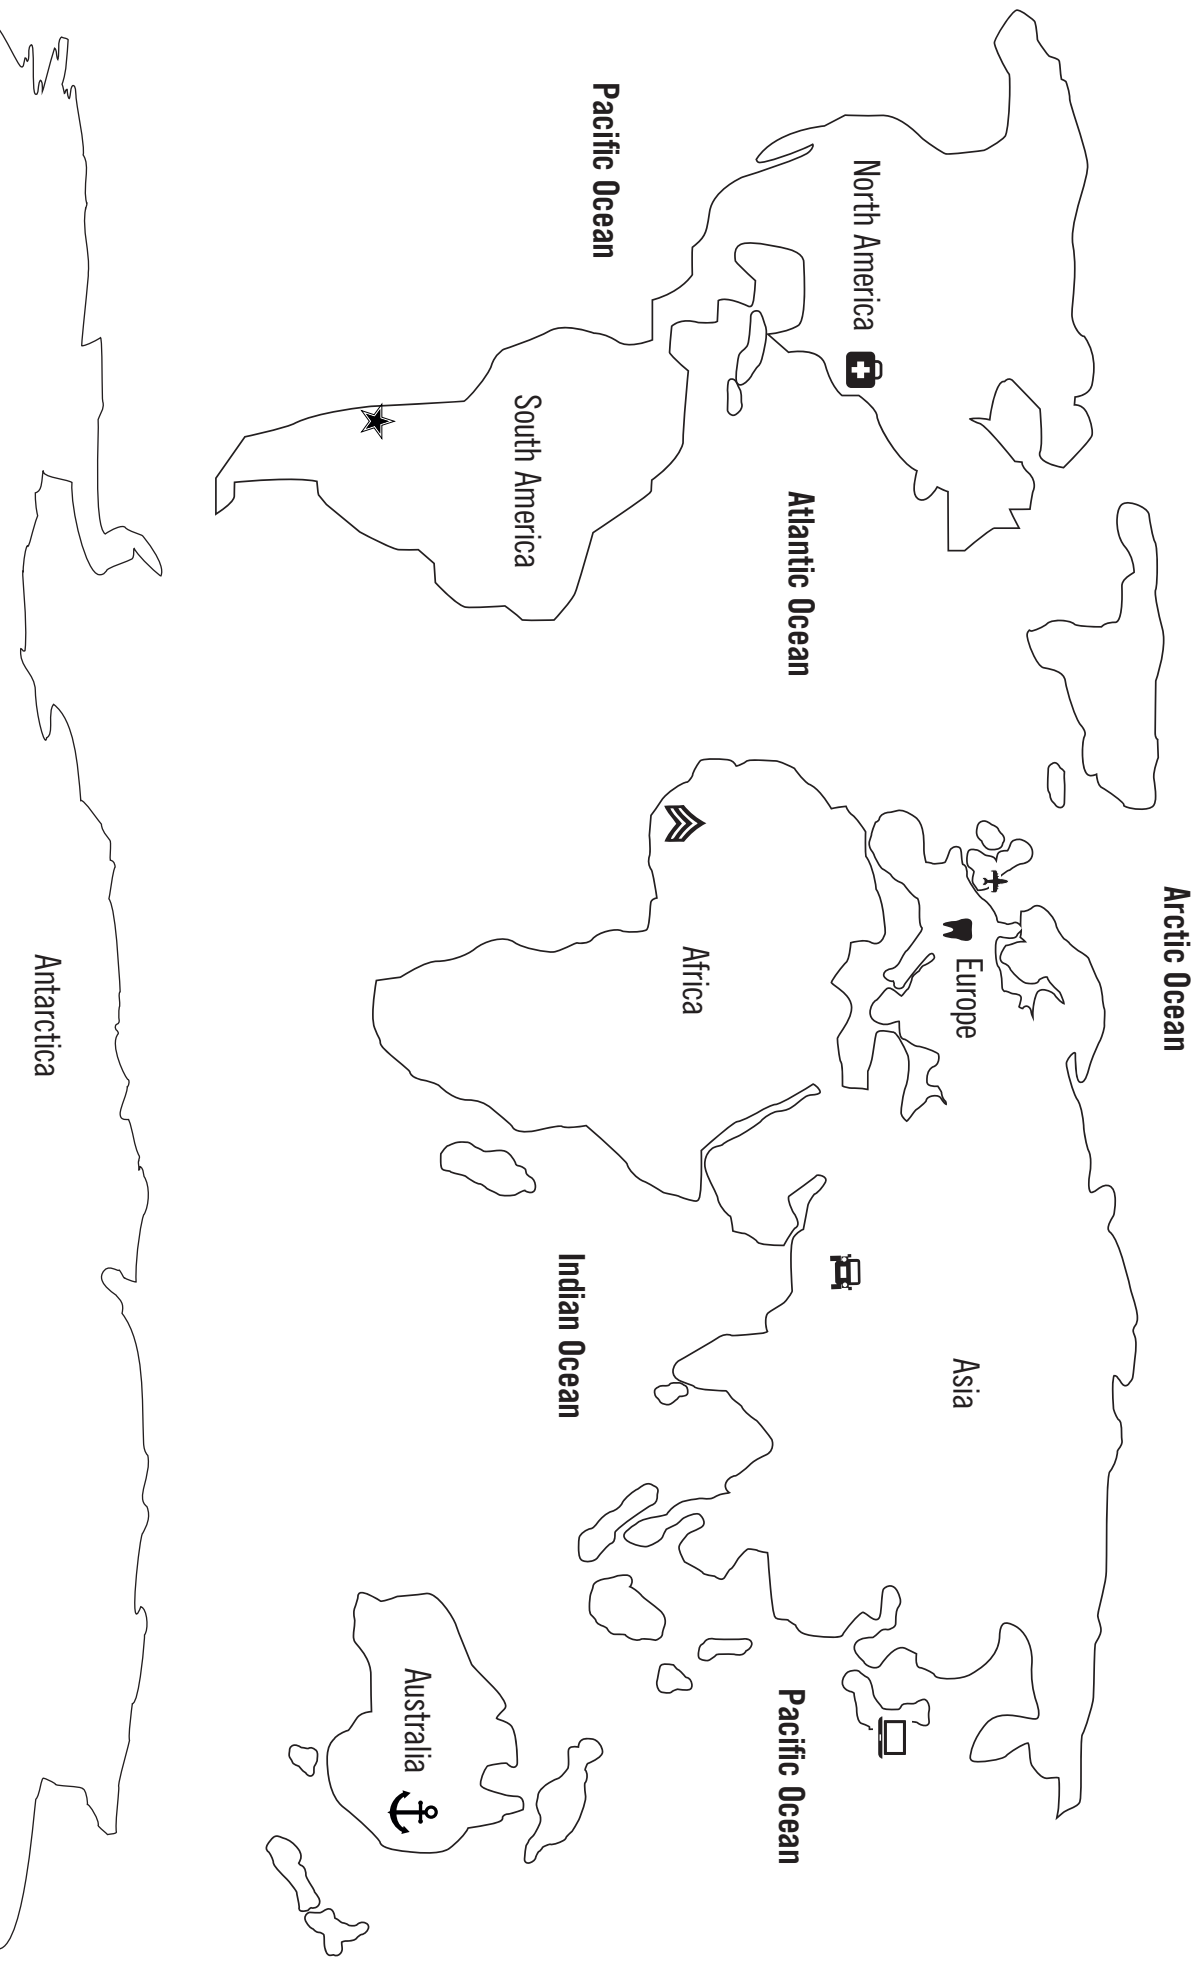 Arctic Ocean
North America
Europe
Asia
Atlantic Ocean
Pacific Ocean
Pacific Ocean
Africa
South America
Indian Ocean
Australia
Antarctica